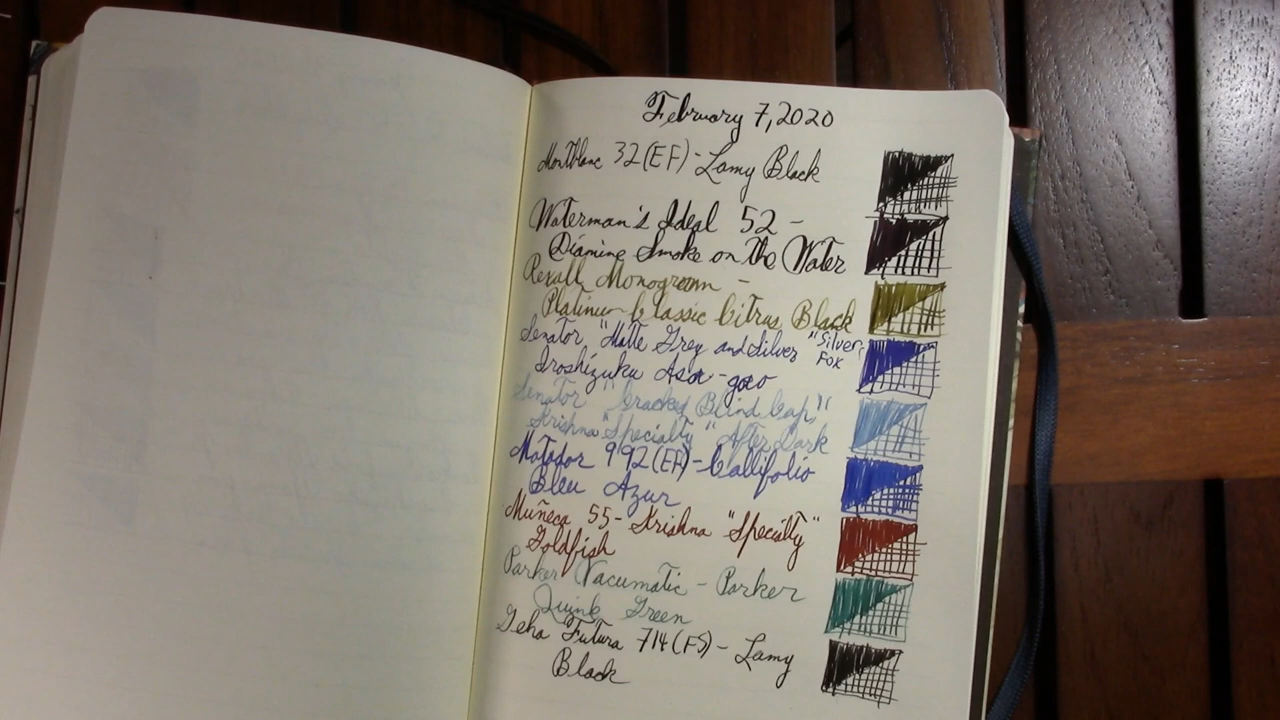 February 7, 2020
Montblanc 32 (EF) - Lamy Black
Waterman's Ideal 52 -
Diamine Smoke on the Water
Rexall Monogram -
Platinum Classic Citrus Black
Senator "Matte Grey and Silver "Silver Fox
Iroshizuku Asa-gao
Senator "Cracked Blind Cap"
Krishna "Specialty" After Dark
Matador 992 (EF) - Callifolio
Bleu Azur
Muñeca 55 - Krishna "Specialty"
Goldfish
Parker Vacumatic - Parker
Quink Green
Geha Futura 714 (FS) - Lamy
Black